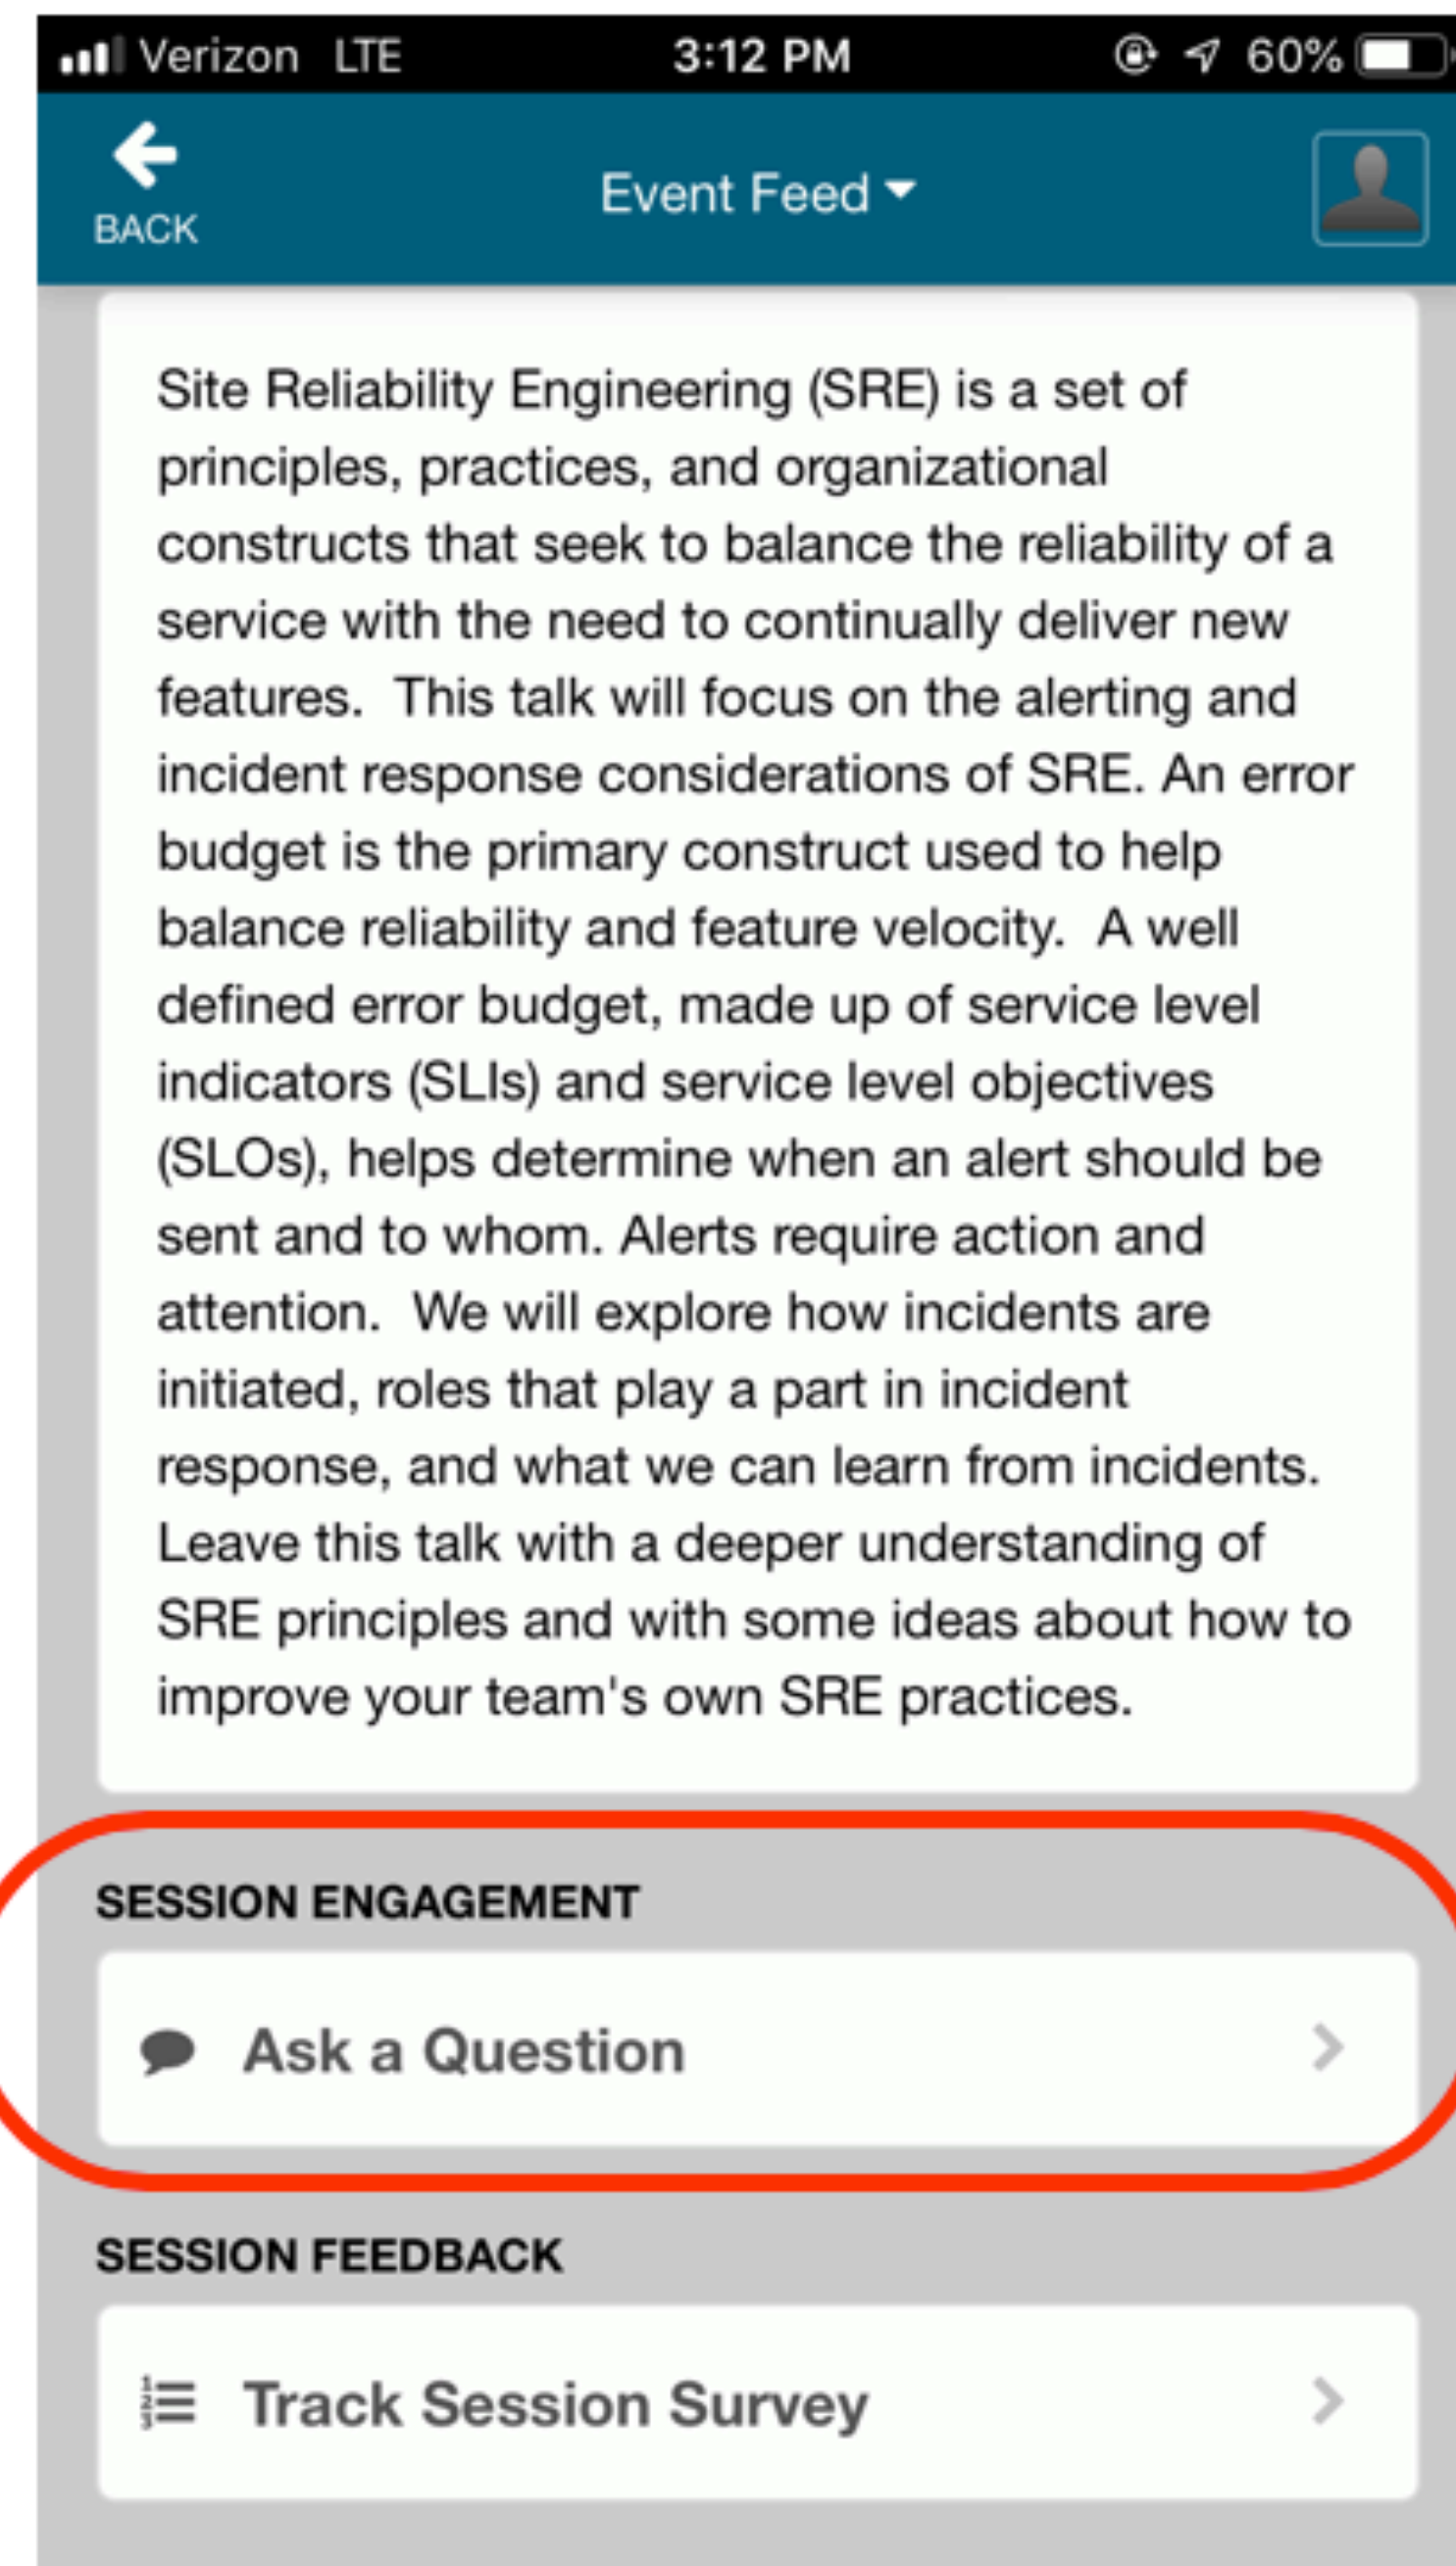 Verizon LTE 3:12 PM 60%
BACK
Event Feed
Site Reliability Engineering (SRE) is a set of
principles, practices, and organizational
constructs that seek to balance the reliability of a
service with the need to continually deliver new
features.  This talk will focus on the alerting and
incident response considerations of SRE. An error
budget is the primary construct used to help
balance reliability and feature velocity.  A well
defined error budget, made up of service level
indicators (SLIs) and service level objectives
(SLOs), helps determine when an alert should be
sent and to whom. Alerts require action and
attention.  We will explore how incidents are
initiated, roles that play a part in incident
response, and what we can learn from incidents.
Leave this talk with a deeper understanding of
SRE principles and with some ideas about how to
improve your team's own SRE practices.
SESSION ENGAGEMENT
Ask a Question
SESSION FEEDBACK
Track Session Survey